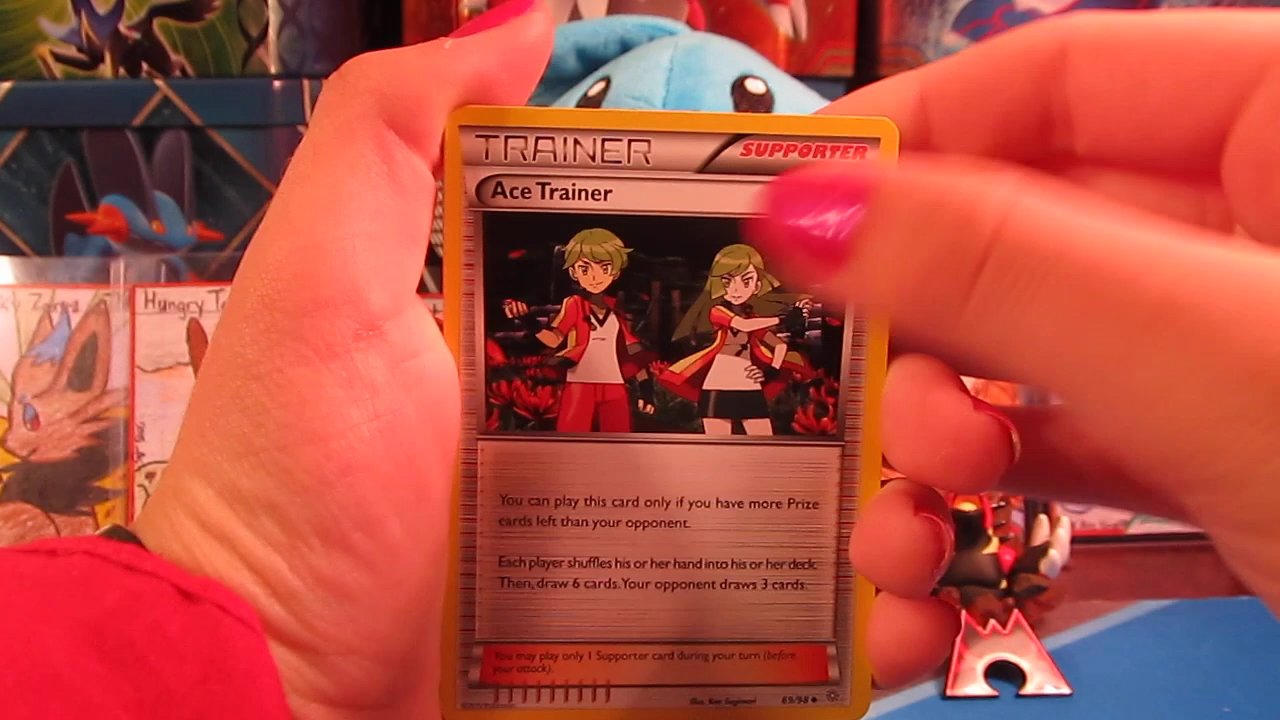 TRAINER
SUPPORTER
Ace Trainer
Hungry
You can play this card only if you have more Prize
cards left than your opponent.
Each player shuffles his or her hand into his or her deck.
Then, draw 6 cards. Your opponent draws 3 cards.
You may play only 1 Supporter card during your turn (before
your attack).
Illus. Ken Sugimori
69/98